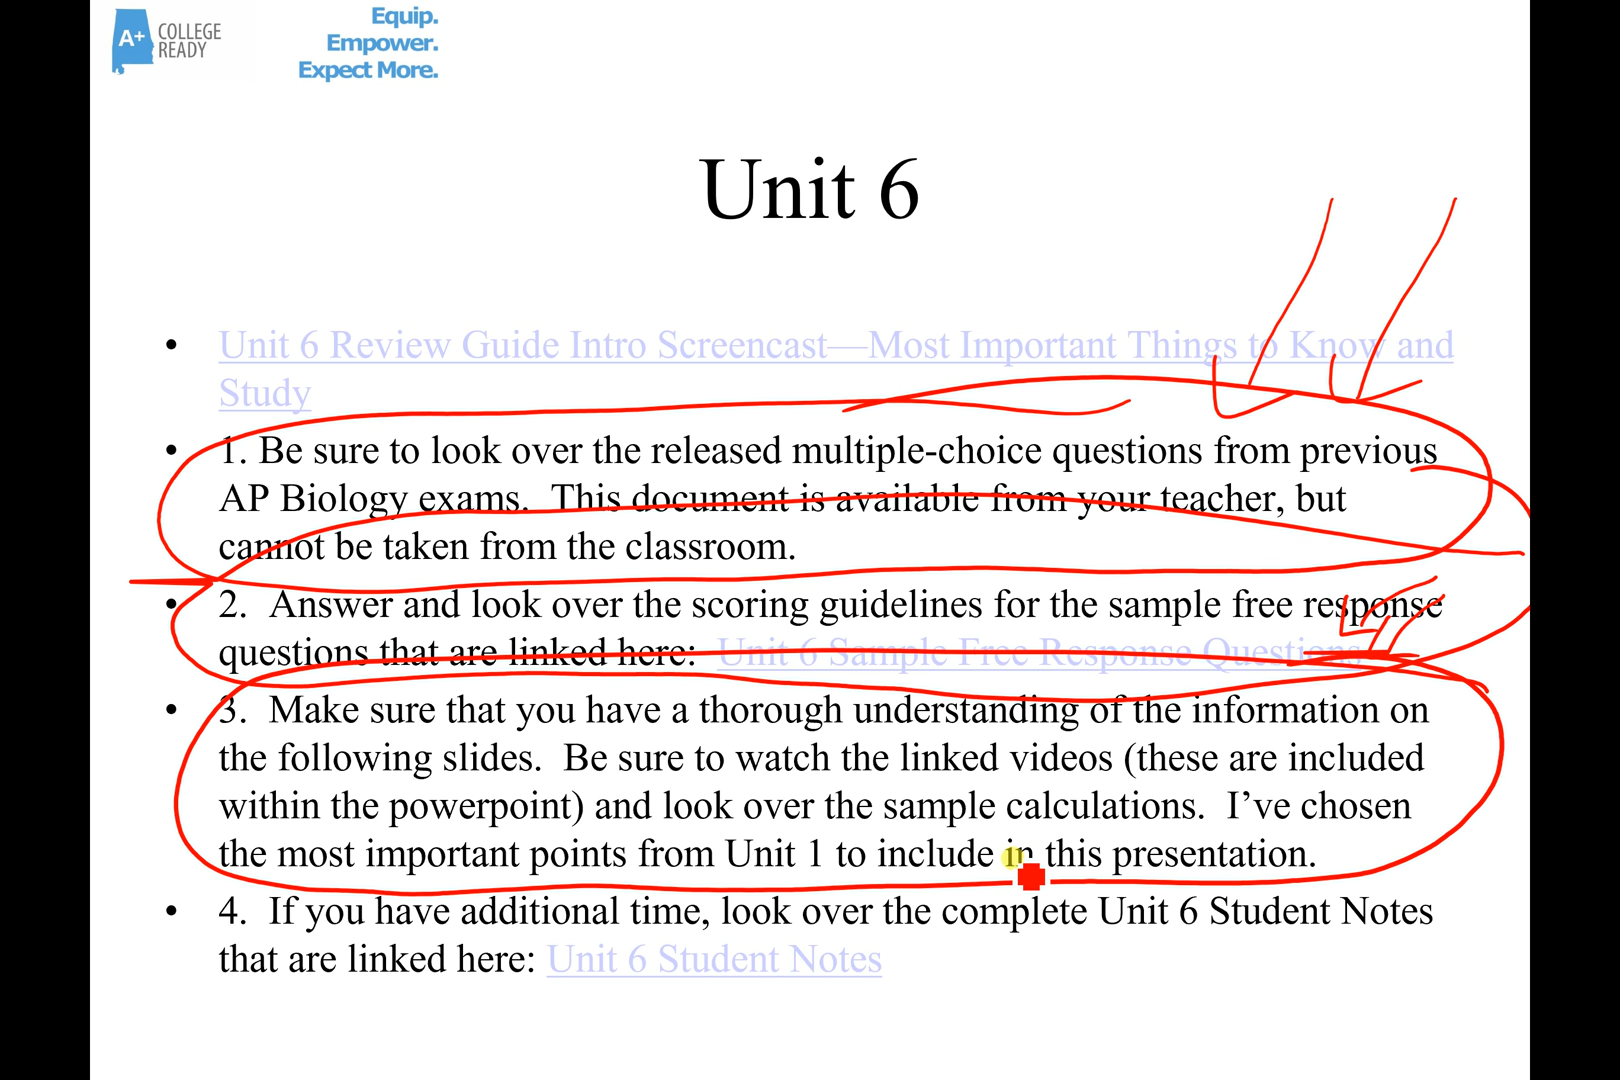 A+ COLLEGE
READY
Equip.
Empower.
Expect More.
Unit 6
• Unit 6 Review Guide Intro Screencast—Most Important Things to Know and
Study
• 1. Be sure to look over the released multiple-choice questions from previous
AP Biology exams.  This document is available from your teacher, but
cannot be taken from the classroom.
• 2.  Answer and look over the scoring guidelines for the sample free response
questions that are linked here:  Unit 6 Sample Free Response Questions
• 3.  Make sure that you have a thorough understanding of the information on
the following slides.  Be sure to watch the linked videos (these are included
within the powerpoint) and look over the sample calculations.  I’ve chosen
the most important points from Unit 1 to include in this presentation.
• 4.  If you have additional time, look over the complete Unit 6 Student Notes
that are linked here: Unit 6 Student Notes